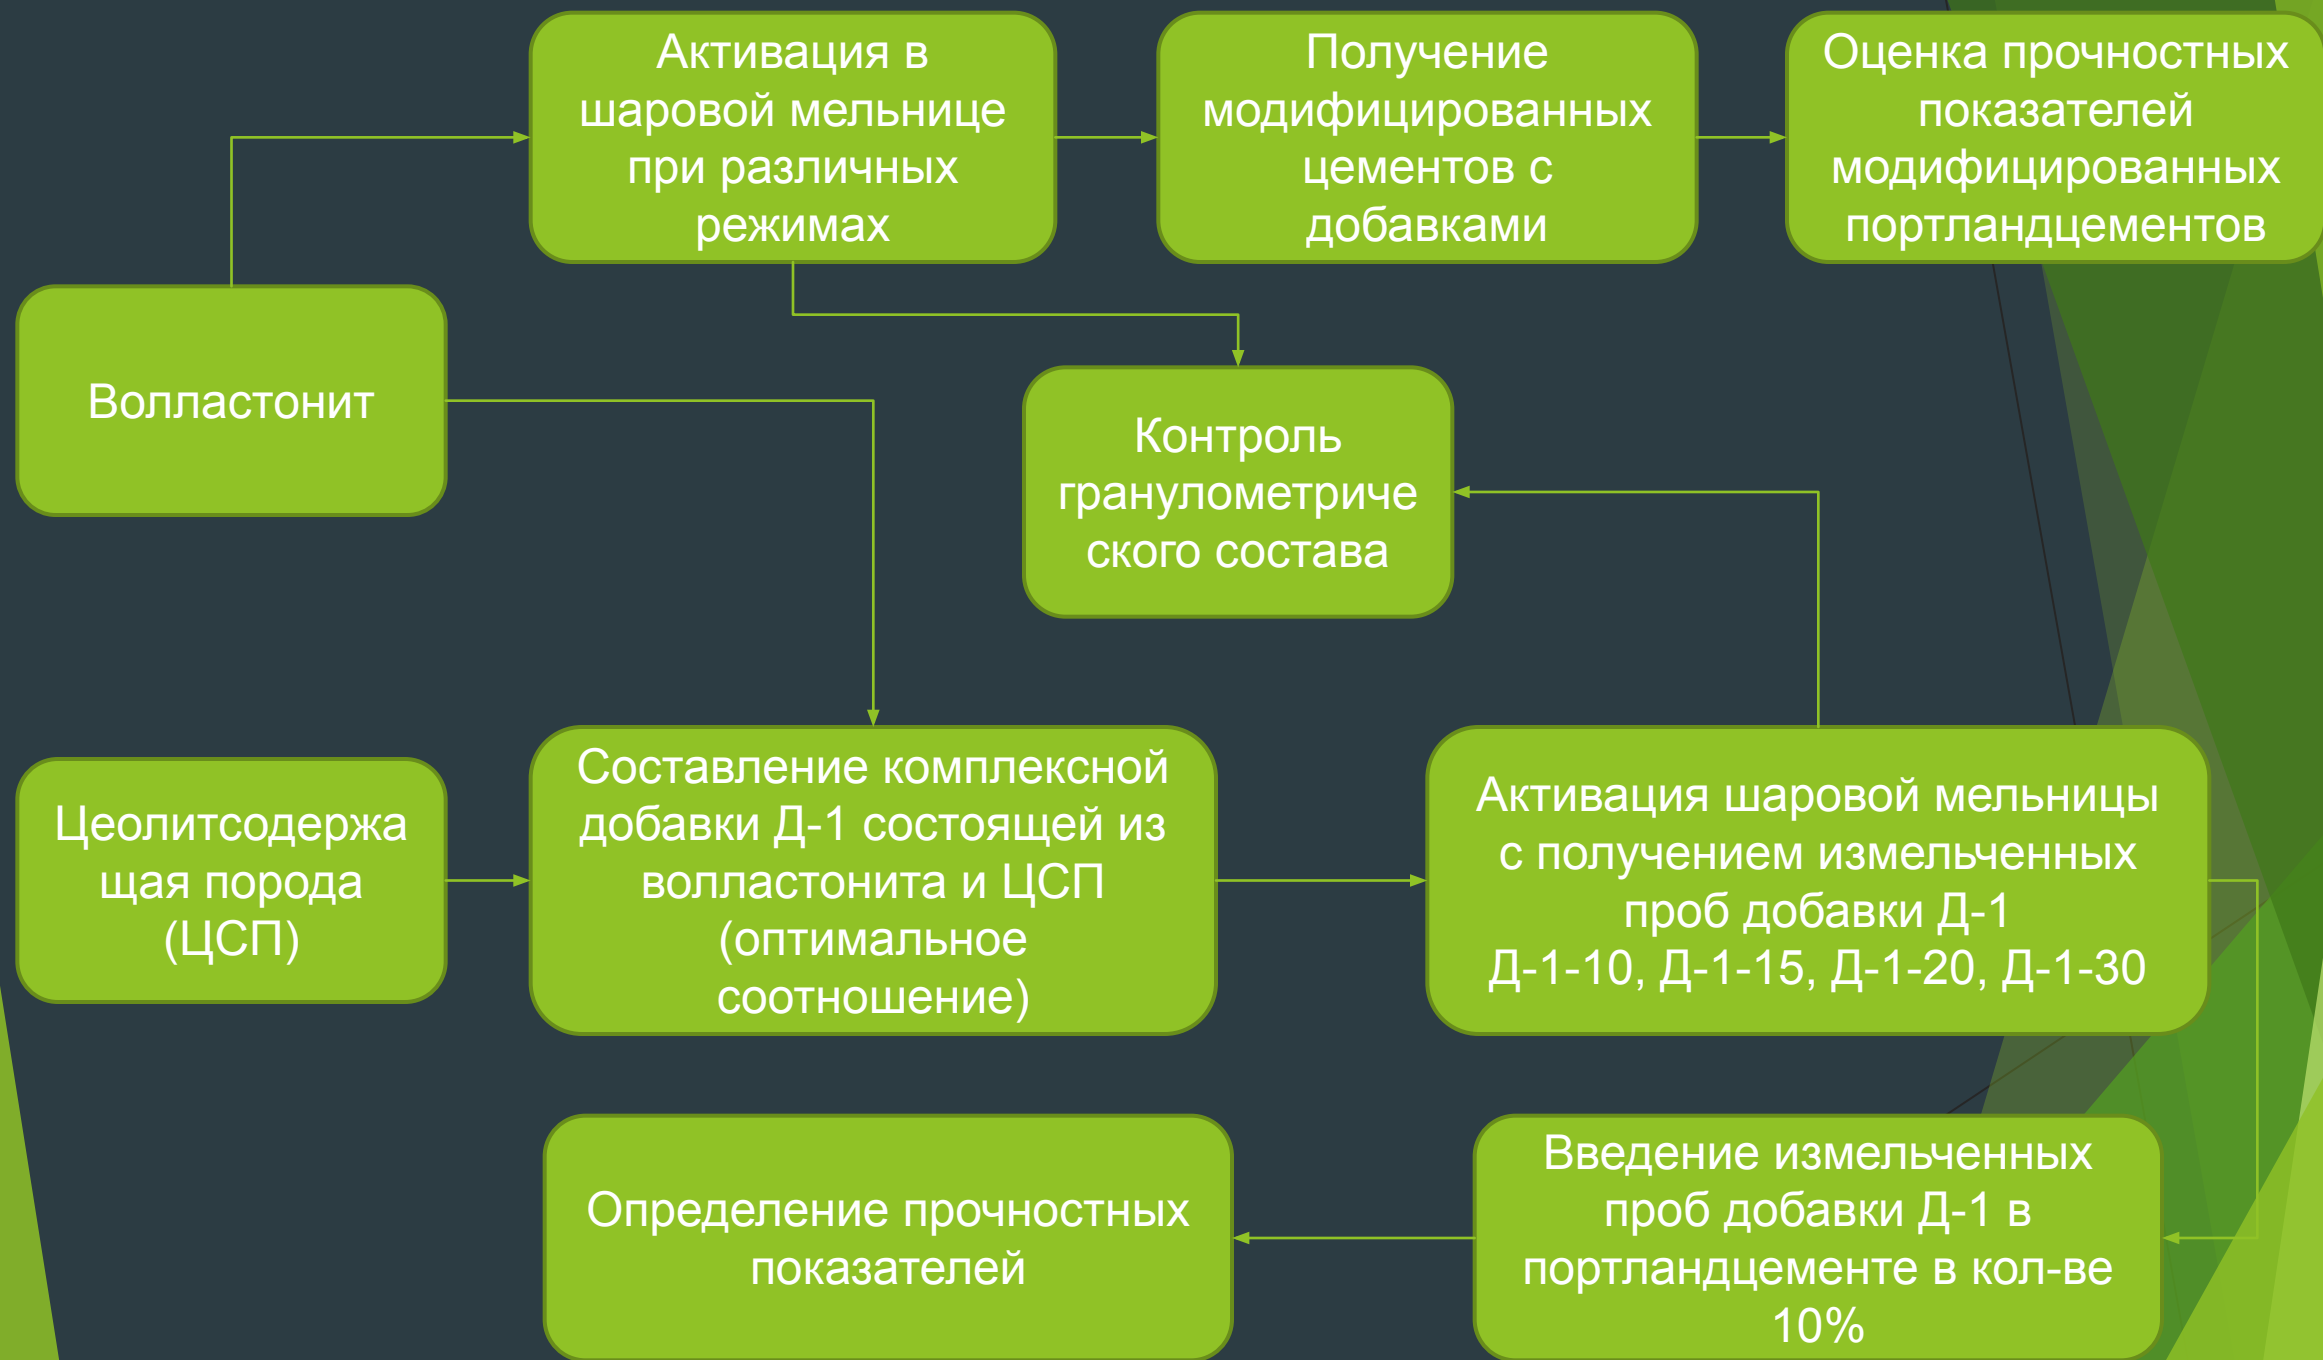 Активация в
шаровой мельнице
при различных
режимах
Получение
модифицированных
цементов с
добавками
Оценка прочностных
показателей
модифицированных
портландцементов
Волластонит
Контроль
гранулометриче
ского состава
Цеолитсодержа
щая порода
(ЦСП)
Составление комплексной
добавки Д-1 состоящей из
волластонита и ЦСП
(оптимальное
соотношение)
Активация шаровой мельницы
с получением измельченных
проб добавки Д-1
Д-1-10, Д-1-15, Д-1-20, Д-1-30
Определение прочностных
показателей
Введение измельченных
проб добавки Д-1 в
портландцементе в кол-ве
10%